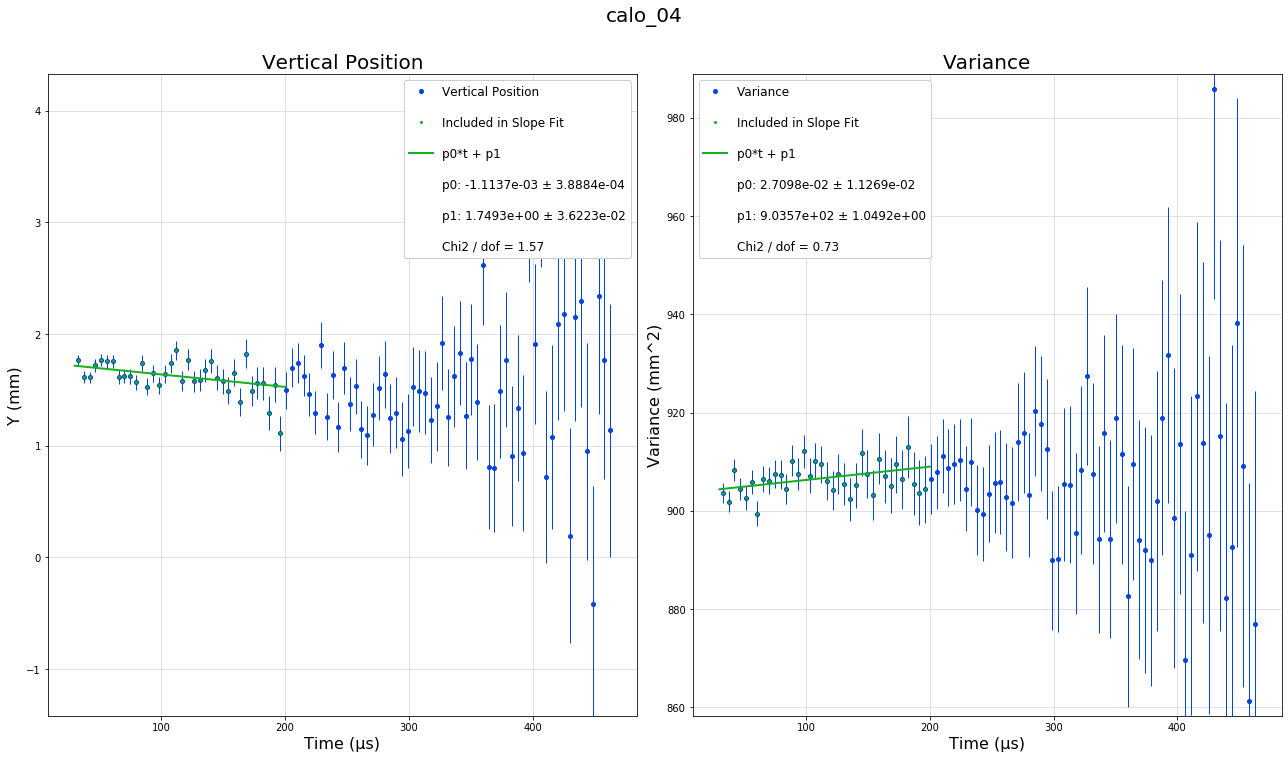 calo_04
Vertical Position
Vertical Position
Included in Slope Fit
p0*t + p1
p0: -1.1137e-03 ± 3.8884e-04
p1: 1.7493e+00 ± 3.6223e-02
Chi2 / dof = 1.57
Y (mm)
4
3
2
1
0
−1
100
200
300
400
Time (μs)
Variance
Variance
Included in Slope Fit
p0*t + p1
p0: 2.7098e-02 ± 1.1269e-02
p1: 9.0357e+02 ± 1.0492e+00
Chi2 / dof = 0.73
Variance (mm^2)
980
960
940
920
900
880
860
100
200
300
400
Time (μs)